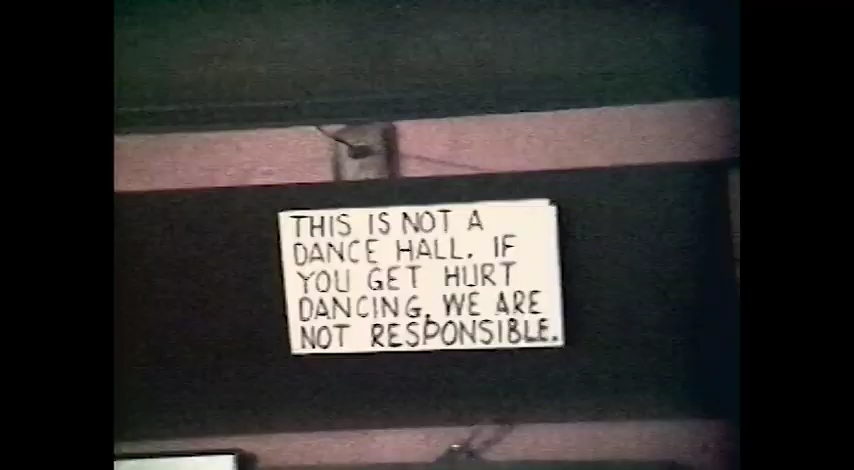 THIS IS NOT A
DANCE HALL. IF
YOU GET HURT
DANCING, WE ARE
NOT RESPONSIBLE.